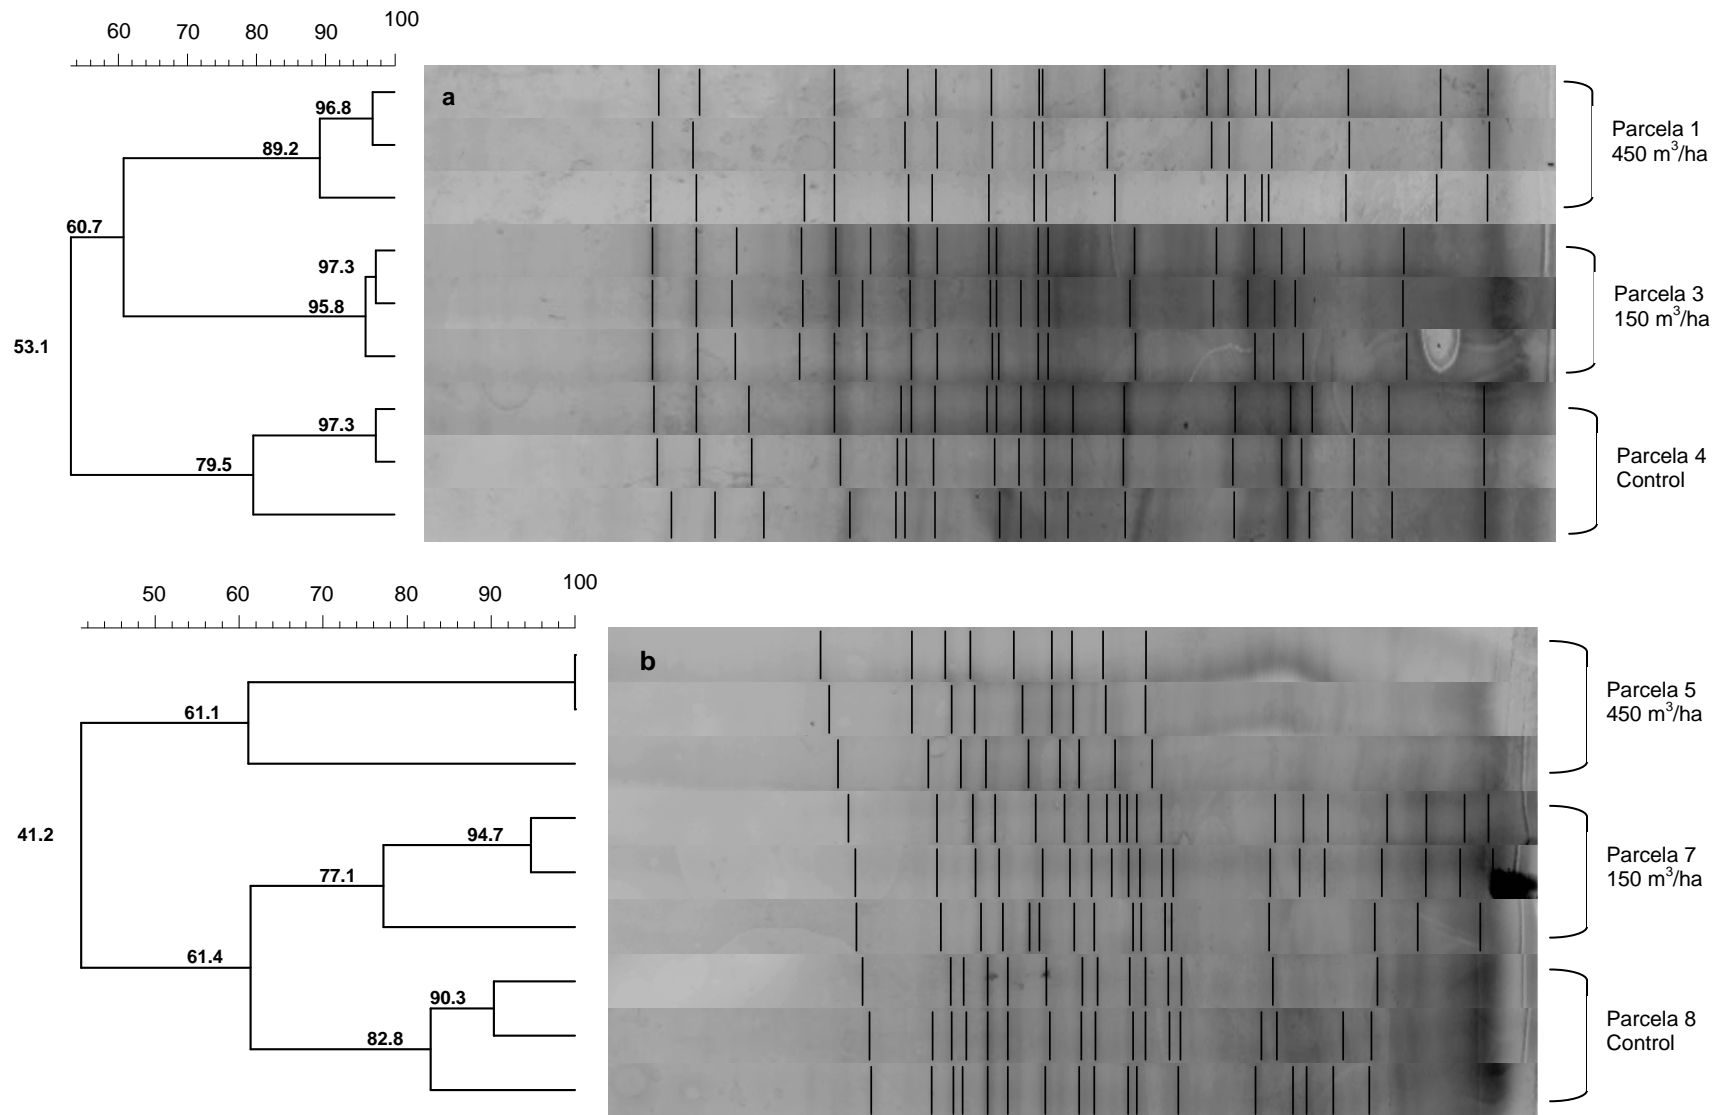 60 70 80 90 100
a
96.8
89.2
60.7
97.3
95.8
53.1
97.3
79.5
Parcela 1
450 m³/ha
Parcela 3
150 m³/ha
Parcela 4
Control
50 60 70 80 90 100
b
61.1
41.2
94.7
77.1
61.4
90.3
82.8
Parcela 5
450 m³/ha
Parcela 7
150 m³/ha
Parcela 8
Control